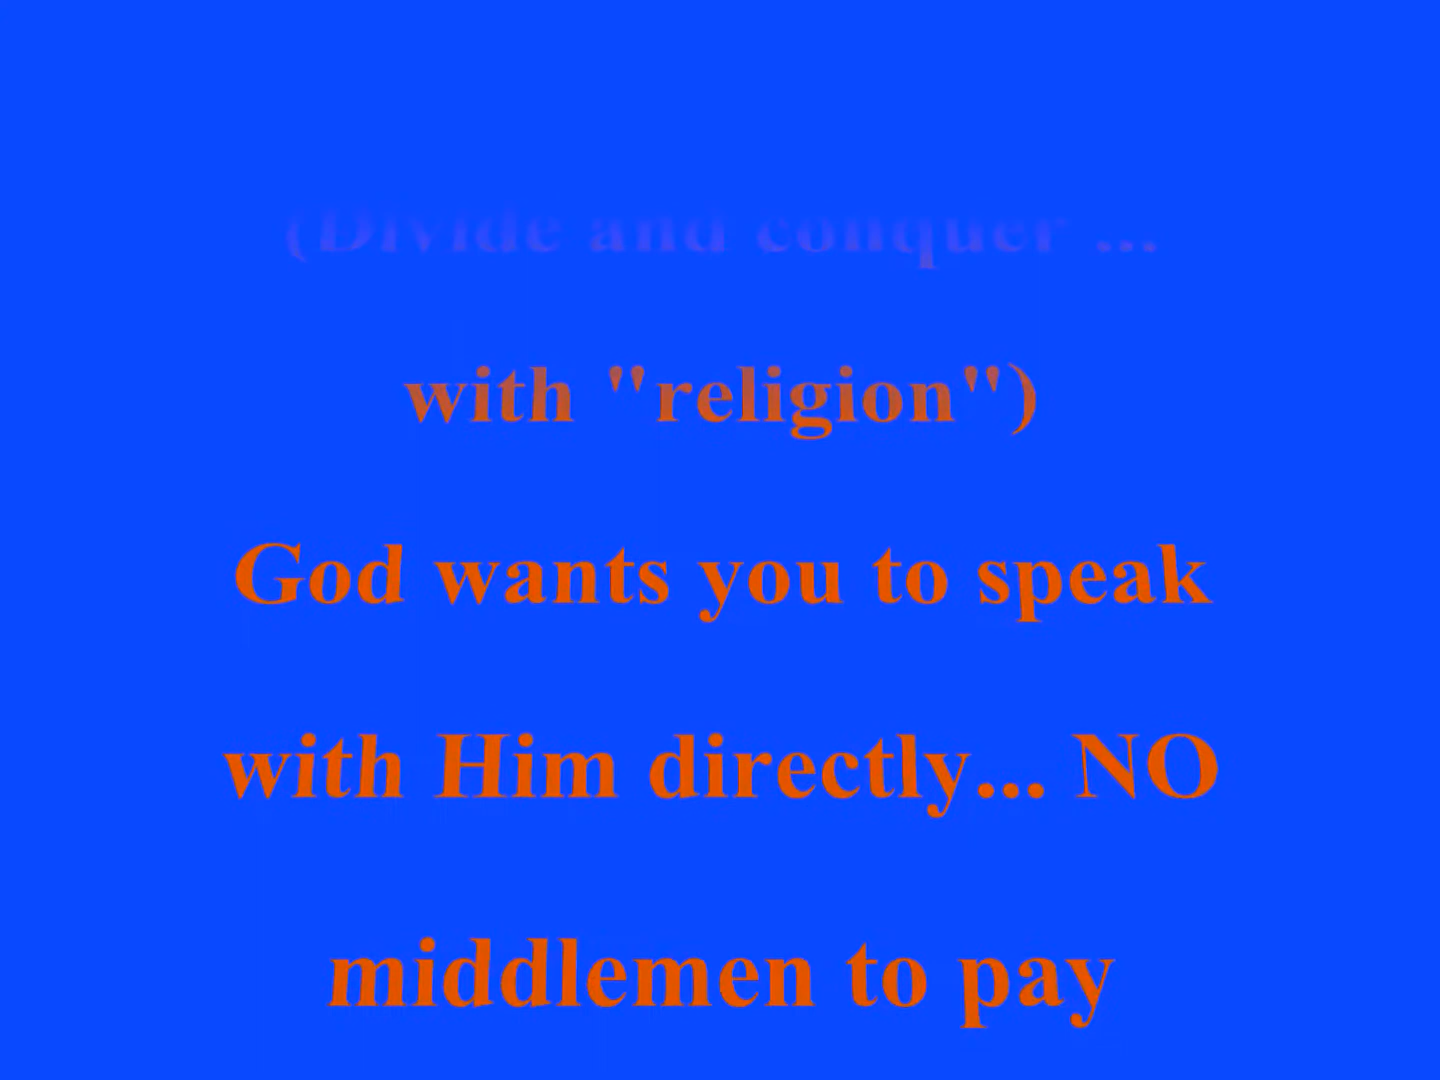 (Divide and conquer ...
with "religion")
God wants you to speak
with Him directly... NO
middlemen to pay